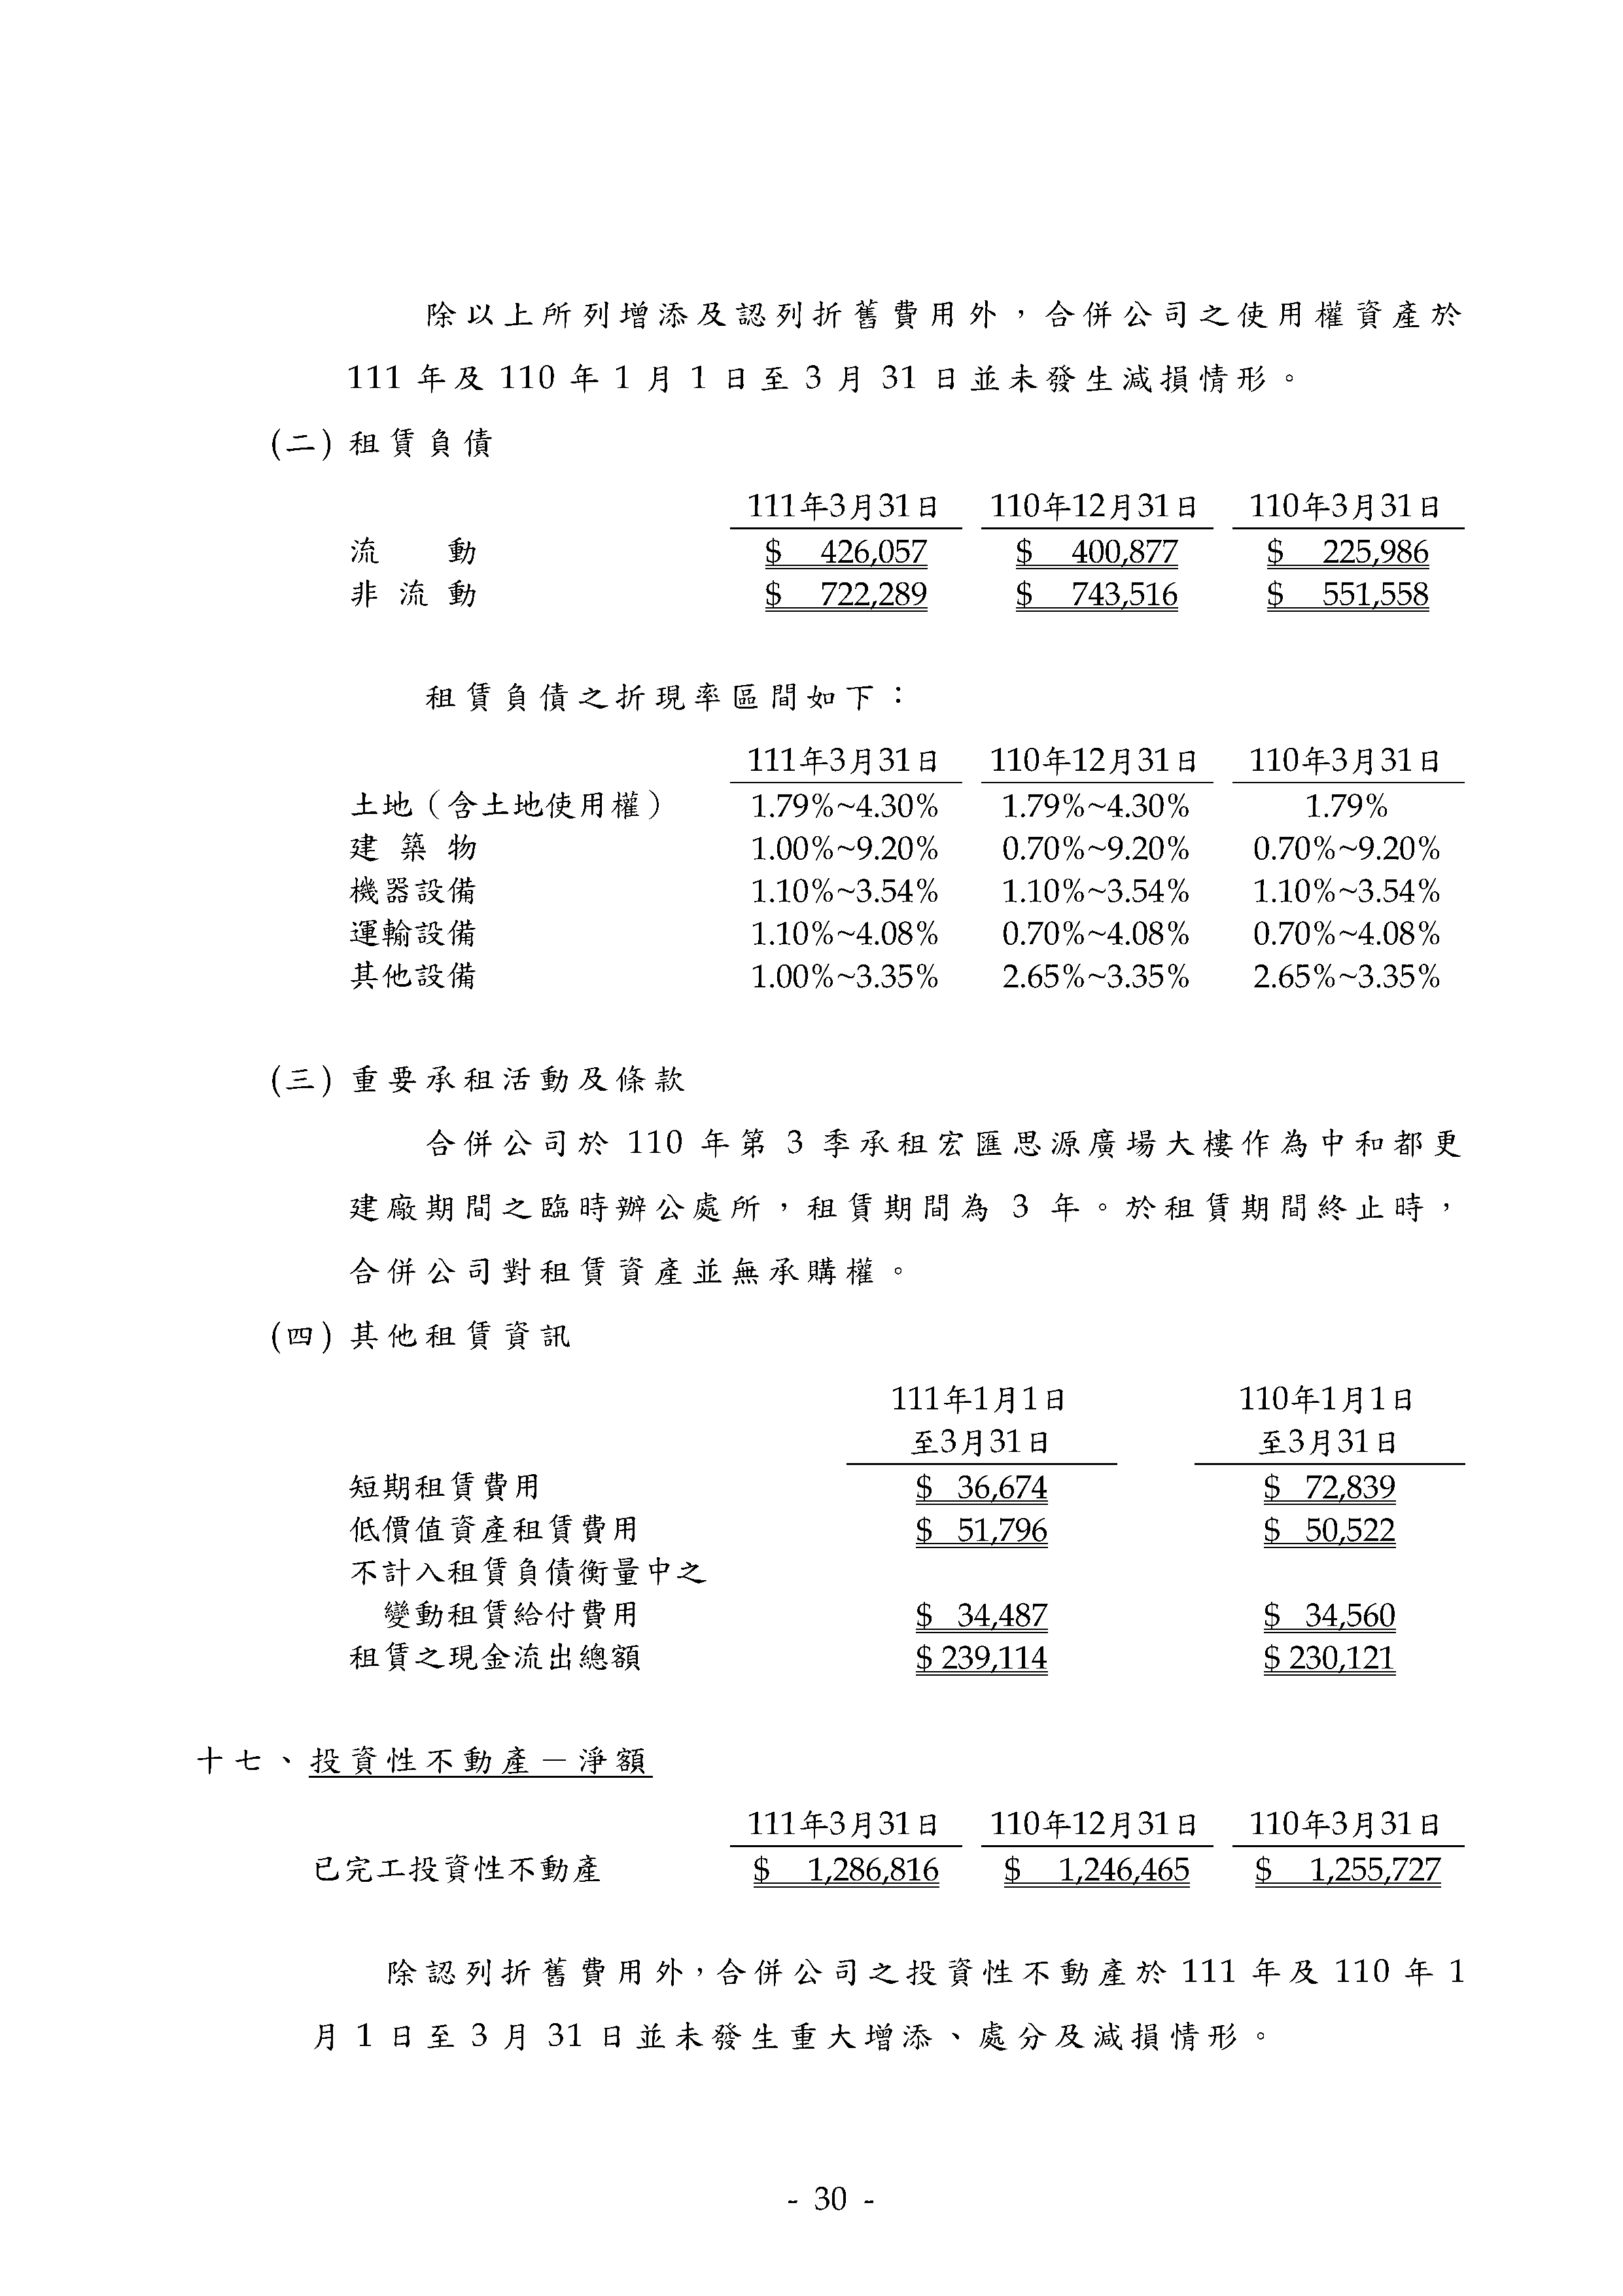 除以上所列增添及認列折舊費用外，合併公司之使用權資產於
111 年及 110 年 1 月 1 日至 3 月 31 日並未發生減損情形。
(二) 租賃負債
111年3月31日 110年12月31日 110年3月31日
流 動 $ 426,057 $ 400,877 $ 225,986
非 流 動 $ 722,289 $ 743,516 $ 551,558
租賃負債之折現率區間如下：
111年3月31日 110年12月31日 110年3月31日
土地（含土地使用權） 1.79%~4.30% 1.79%~4.30% 1.79%
建 築 物 1.00%~9.20% 0.70%~9.20% 0.70%~9.20%
機器設備 1.10%~3.54% 1.10%~3.54% 1.10%~3.54%
運輸設備 1.10%~4.08% 0.70%~4.08% 0.70%~4.08%
其他設備 1.00%~3.35% 2.65%~3.35% 2.65%~3.35%
(三) 重要承租活動及條款
合併公司於 110 年第 3 季承租宏匯思源廣場大樓作為中和都更
建廠期間之臨時辦公處所，租賃期間為 3 年。於租賃期間終止時，
合併公司對租賃資產並無承購權。
(四) 其他租賃資訊
111年1月1日 110年1月1日
至3月31日 至3月31日
短期租賃費用 $ 36,674 $ 72,839
低價值資產租賃費用 $ 51,796 $ 50,522
不計入租賃負債衡量中之
變動租賃給付費用 $ 34,487 $ 34,560
租賃之現金流出總額 $ 239,114 $ 230,121
十七、投資性不動產－淨額
111年3月31日 110年12月31日 110年3月31日
已完工投資性不動產 $ 1,286,816 $ 1,246,465 $ 1,255,727
除認列折舊費用外，合併公司之投資性不動產於 111 年及 110 年 1
月 1 日至 3 月 31 日並未發生重大增添、處分及減損情形。
- 30 -